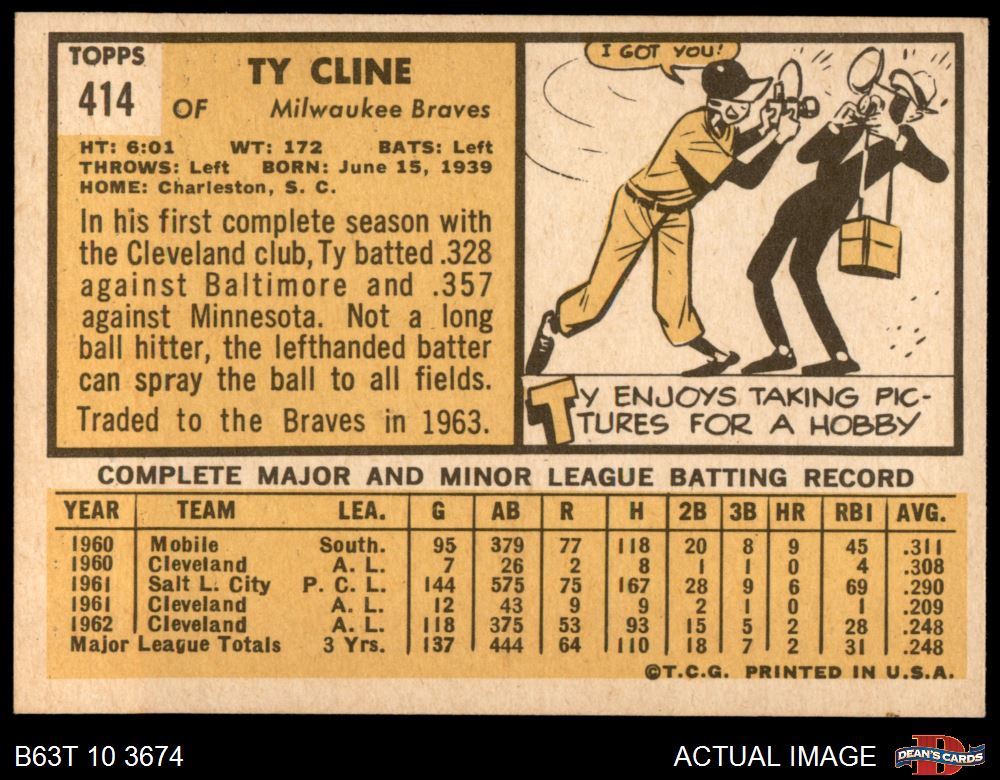 TOPPS
414
TY CLINE
OF Milwaukee Braves
HT: 6:01 WT: 172 BATS: Left
THROWS: Left BORN: June 15, 1939
HOME: Charleston, S. C.
In his first complete season with
the Cleveland club, Ty batted .328
against Baltimore and .357
against Minnesota. Not a long
ball hitter, the lefthanded batter
can spray the ball to all fields.
Traded to the Braves in 1963.
I GOT YOU!
TY ENJOYS TAKING PIC-
TURES FOR A HOBBY
COMPLETE MAJOR AND MINOR LEAGUE BATTING RECORD
YEAR TEAM LEA. G AB R H 2B 3B HR RBI AVG.
1960 Mobile South. 95 379 77 118 20 8 9 45 .311
1960 Cleveland A. L. 7 26 2 8 1 1 0 4 .308
1961 Salt L. City P. C. L. 144 575 75 167 28 9 6 69 .290
1961 Cleveland A. L. 12 43 9 9 2 1 0 1 .209
1962 Cleveland A. L. 118 375 53 93 15 5 2 28 .248
Major League Totals 3 Yrs. 137 444 64 110 18 7 2 31 .248
©T.C.G. PRINTED IN U.S.A.
B63T 10 3674
ACTUAL IMAGE
D
DEAN'S CARDS